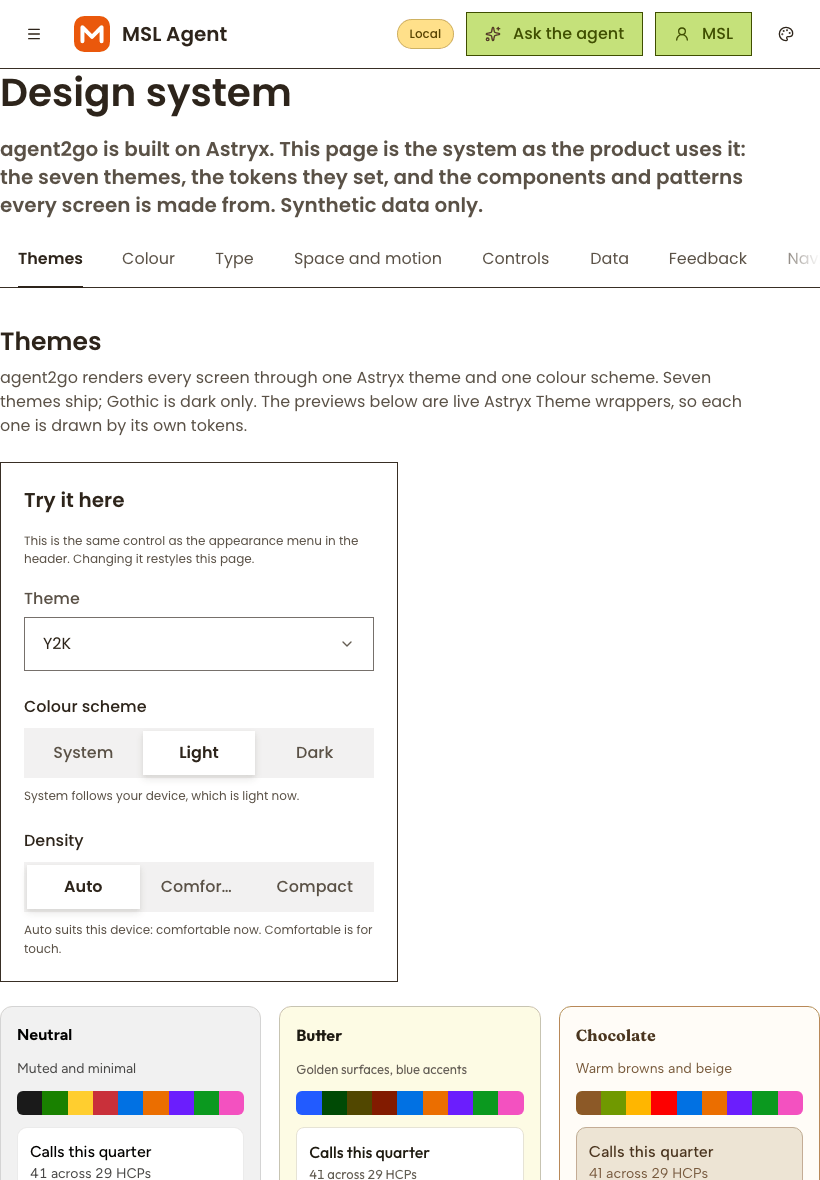 MSL Agent
Local
Ask the agent
MSL
Design system
agent2go is built on Astryx. This page is the system as the product uses it:
the seven themes, the tokens they set, and the components and patterns
every screen is made from. Synthetic data only.
Themes
Colour
Type
Space and motion
Controls
Data
Feedback
Themes
agent2go renders every screen through one Astryx theme and one colour scheme. Seven
themes ship; Gothic is dark only. The previews below are live Astryx Theme wrappers, so each
one is drawn by its own tokens.
Try it here
This is the same control as the appearance menu in the
header. Changing it restyles this page.
Theme
Y2K
Colour scheme
System
Light
Dark
System follows your device, which is light now.
Density
Auto
Comfor...
Compact
Auto suits this device: comfortable now. Comfortable is for
touch.
Neutral
Muted and minimal
Calls this quarter
41 across 29 HCPs
Butter
Golden surfaces, blue accents
Calls this quarter
41 across 29 HCPs
Chocolate
Warm browns and beige
Calls this quarter
41 across 29 HCPs